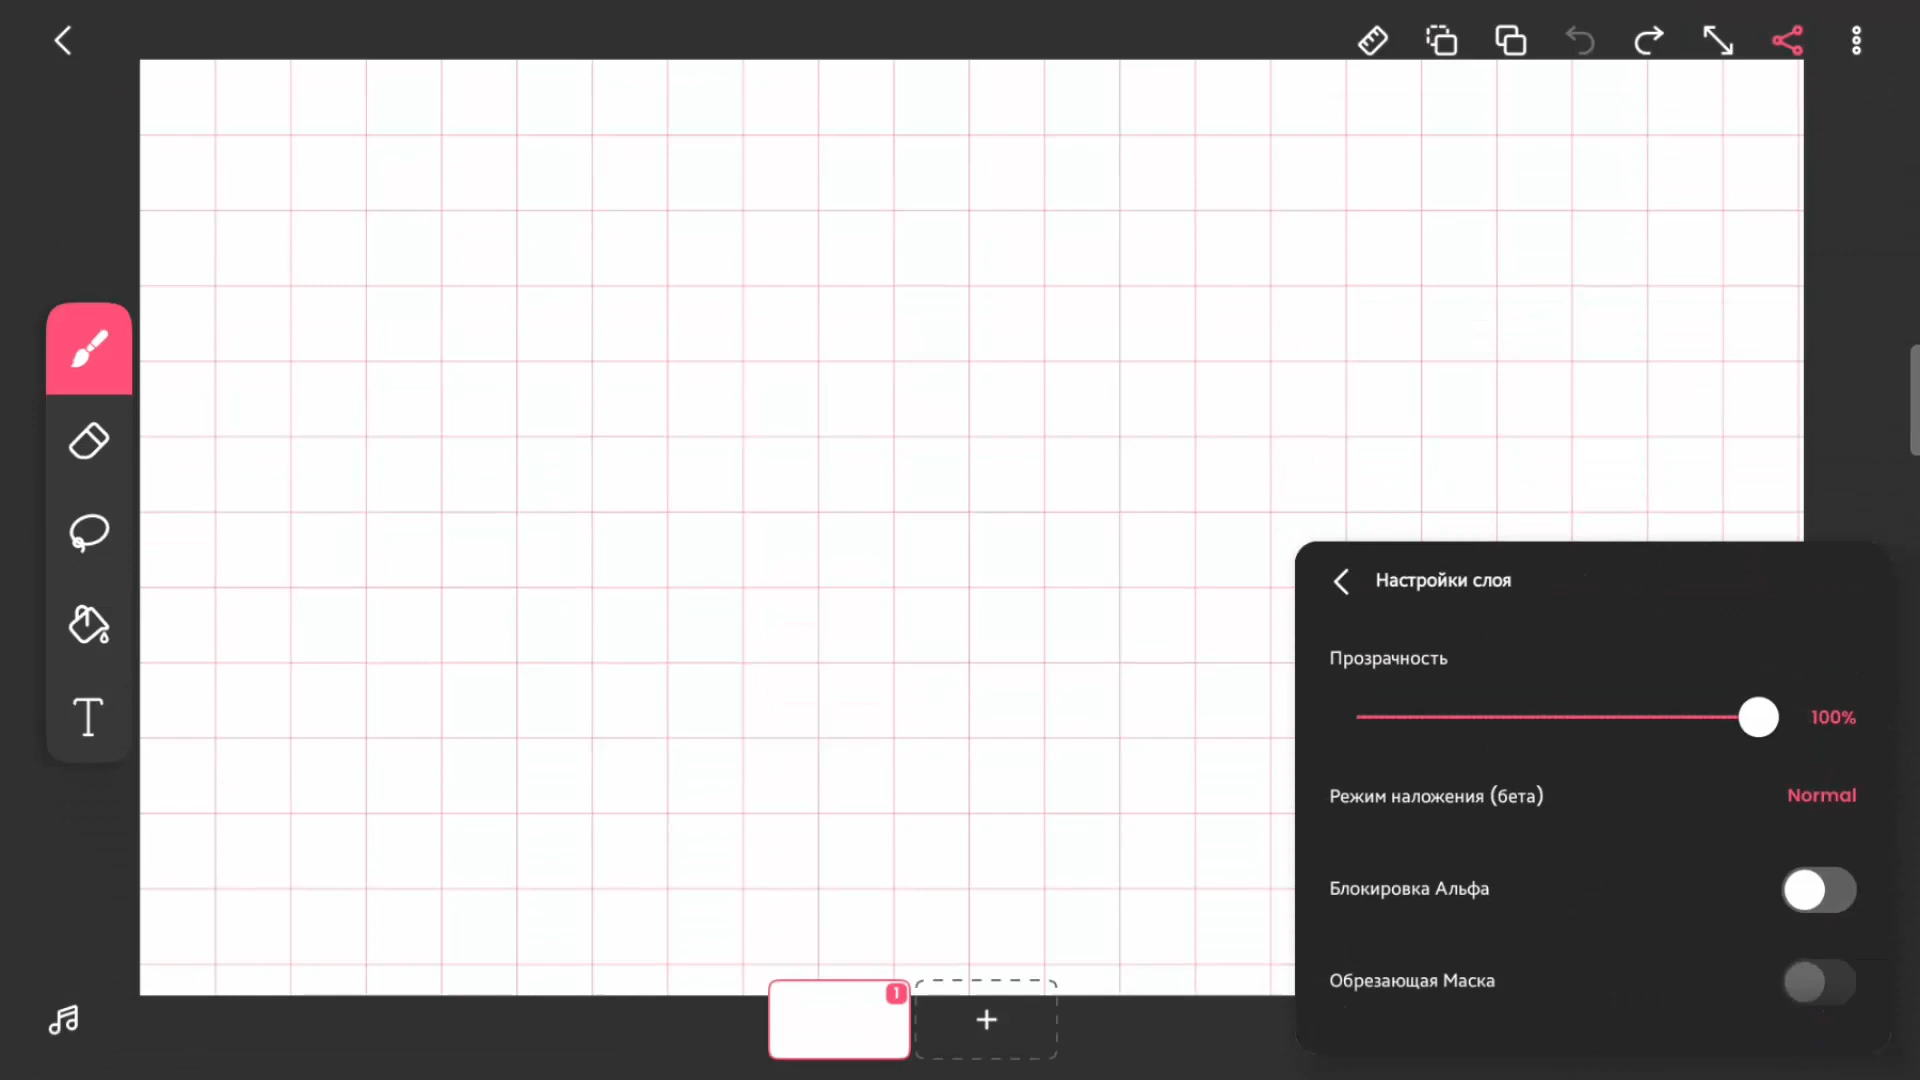 Настройки слоя
Прозрачность
100%
Режим наложения (бета)
Normal
Блокировка Альфа
Обрезающая Маска
1